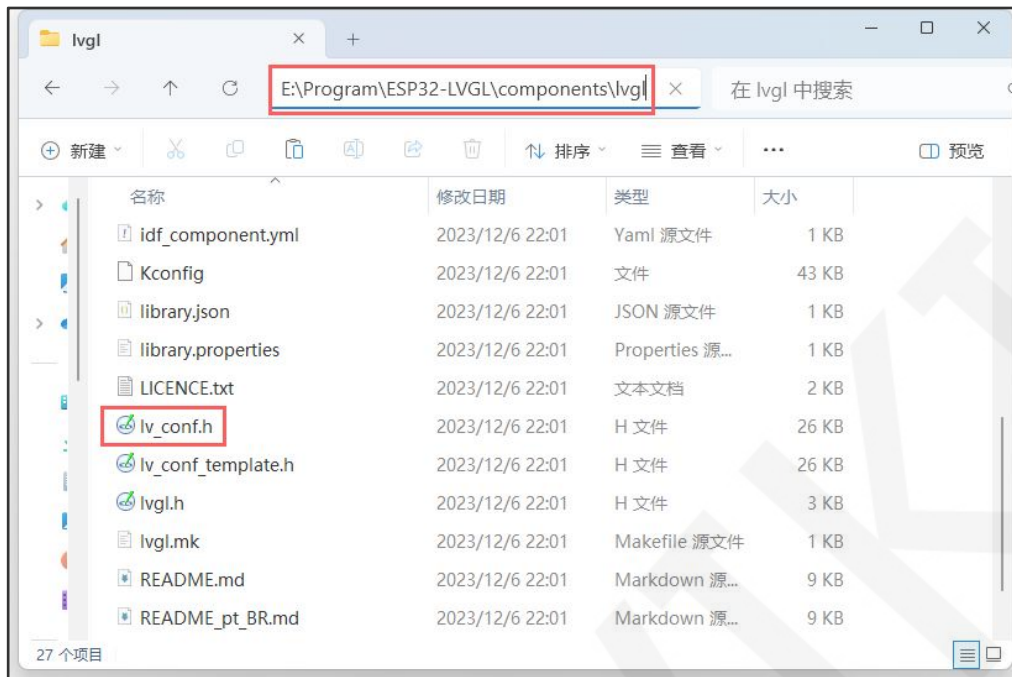 lvgl
E:\Program\ESP32-LVGL\components\lvgl
在 lvgl 中搜索
新建 排序 查看 ... 预览
名称 修改日期 类型 大小
idf_component.yml 2023/12/6 22:01 Yaml 源文件 1 KB
Kconfig 2023/12/6 22:01 文件 43 KB
library.json 2023/12/6 22:01 JSON 源文件 1 KB
library.properties 2023/12/6 22:01 Properties 源... 1 KB
LICENCE.txt 2023/12/6 22:01 文本文档 2 KB
lv_conf.h 2023/12/6 22:01 H 文件 26 KB
lv_conf_template.h 2023/12/6 22:01 H 文件 26 KB
lvgl.h 2023/12/6 22:01 H 文件 3 KB
lvgl.mk 2023/12/6 22:01 Makefile 源文件 1 KB
README.md 2023/12/6 22:01 Markdown 源... 9 KB
README_pt_BR.md 2023/12/6 22:01 Markdown 源... 9 KB
27 个项目